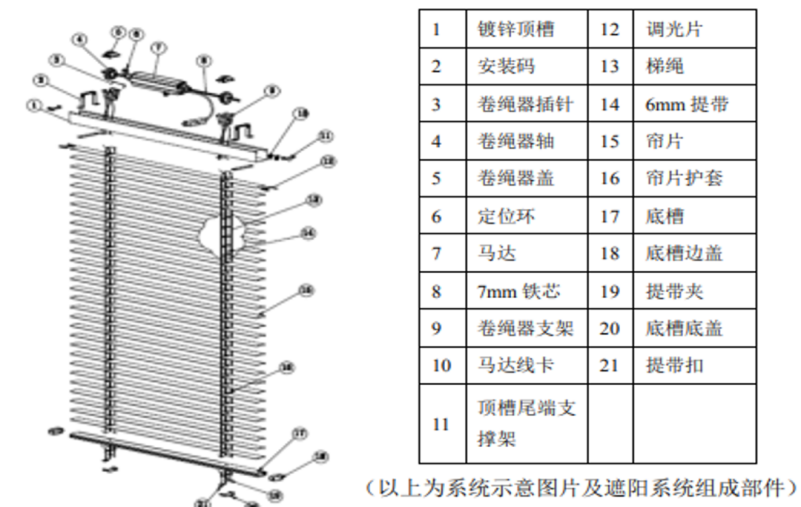 1 镀锌顶槽 12 调光片
2 安装码 13 梯绳
3 卷绳器插针 14 6mm 提带
4 卷绳器轴 15 帘片
5 卷绳器盖 16 帘片护套
6 定位环 17 底槽
7 马达 18 底槽边盖
8 7mm 铁芯 19 提带夹
9 卷绳器支架 20 底槽底盖
10 马达线卡 21 提带扣
11 顶槽尾端支
撑架
（以上为系统示意图片及遮阳系统组成部件）